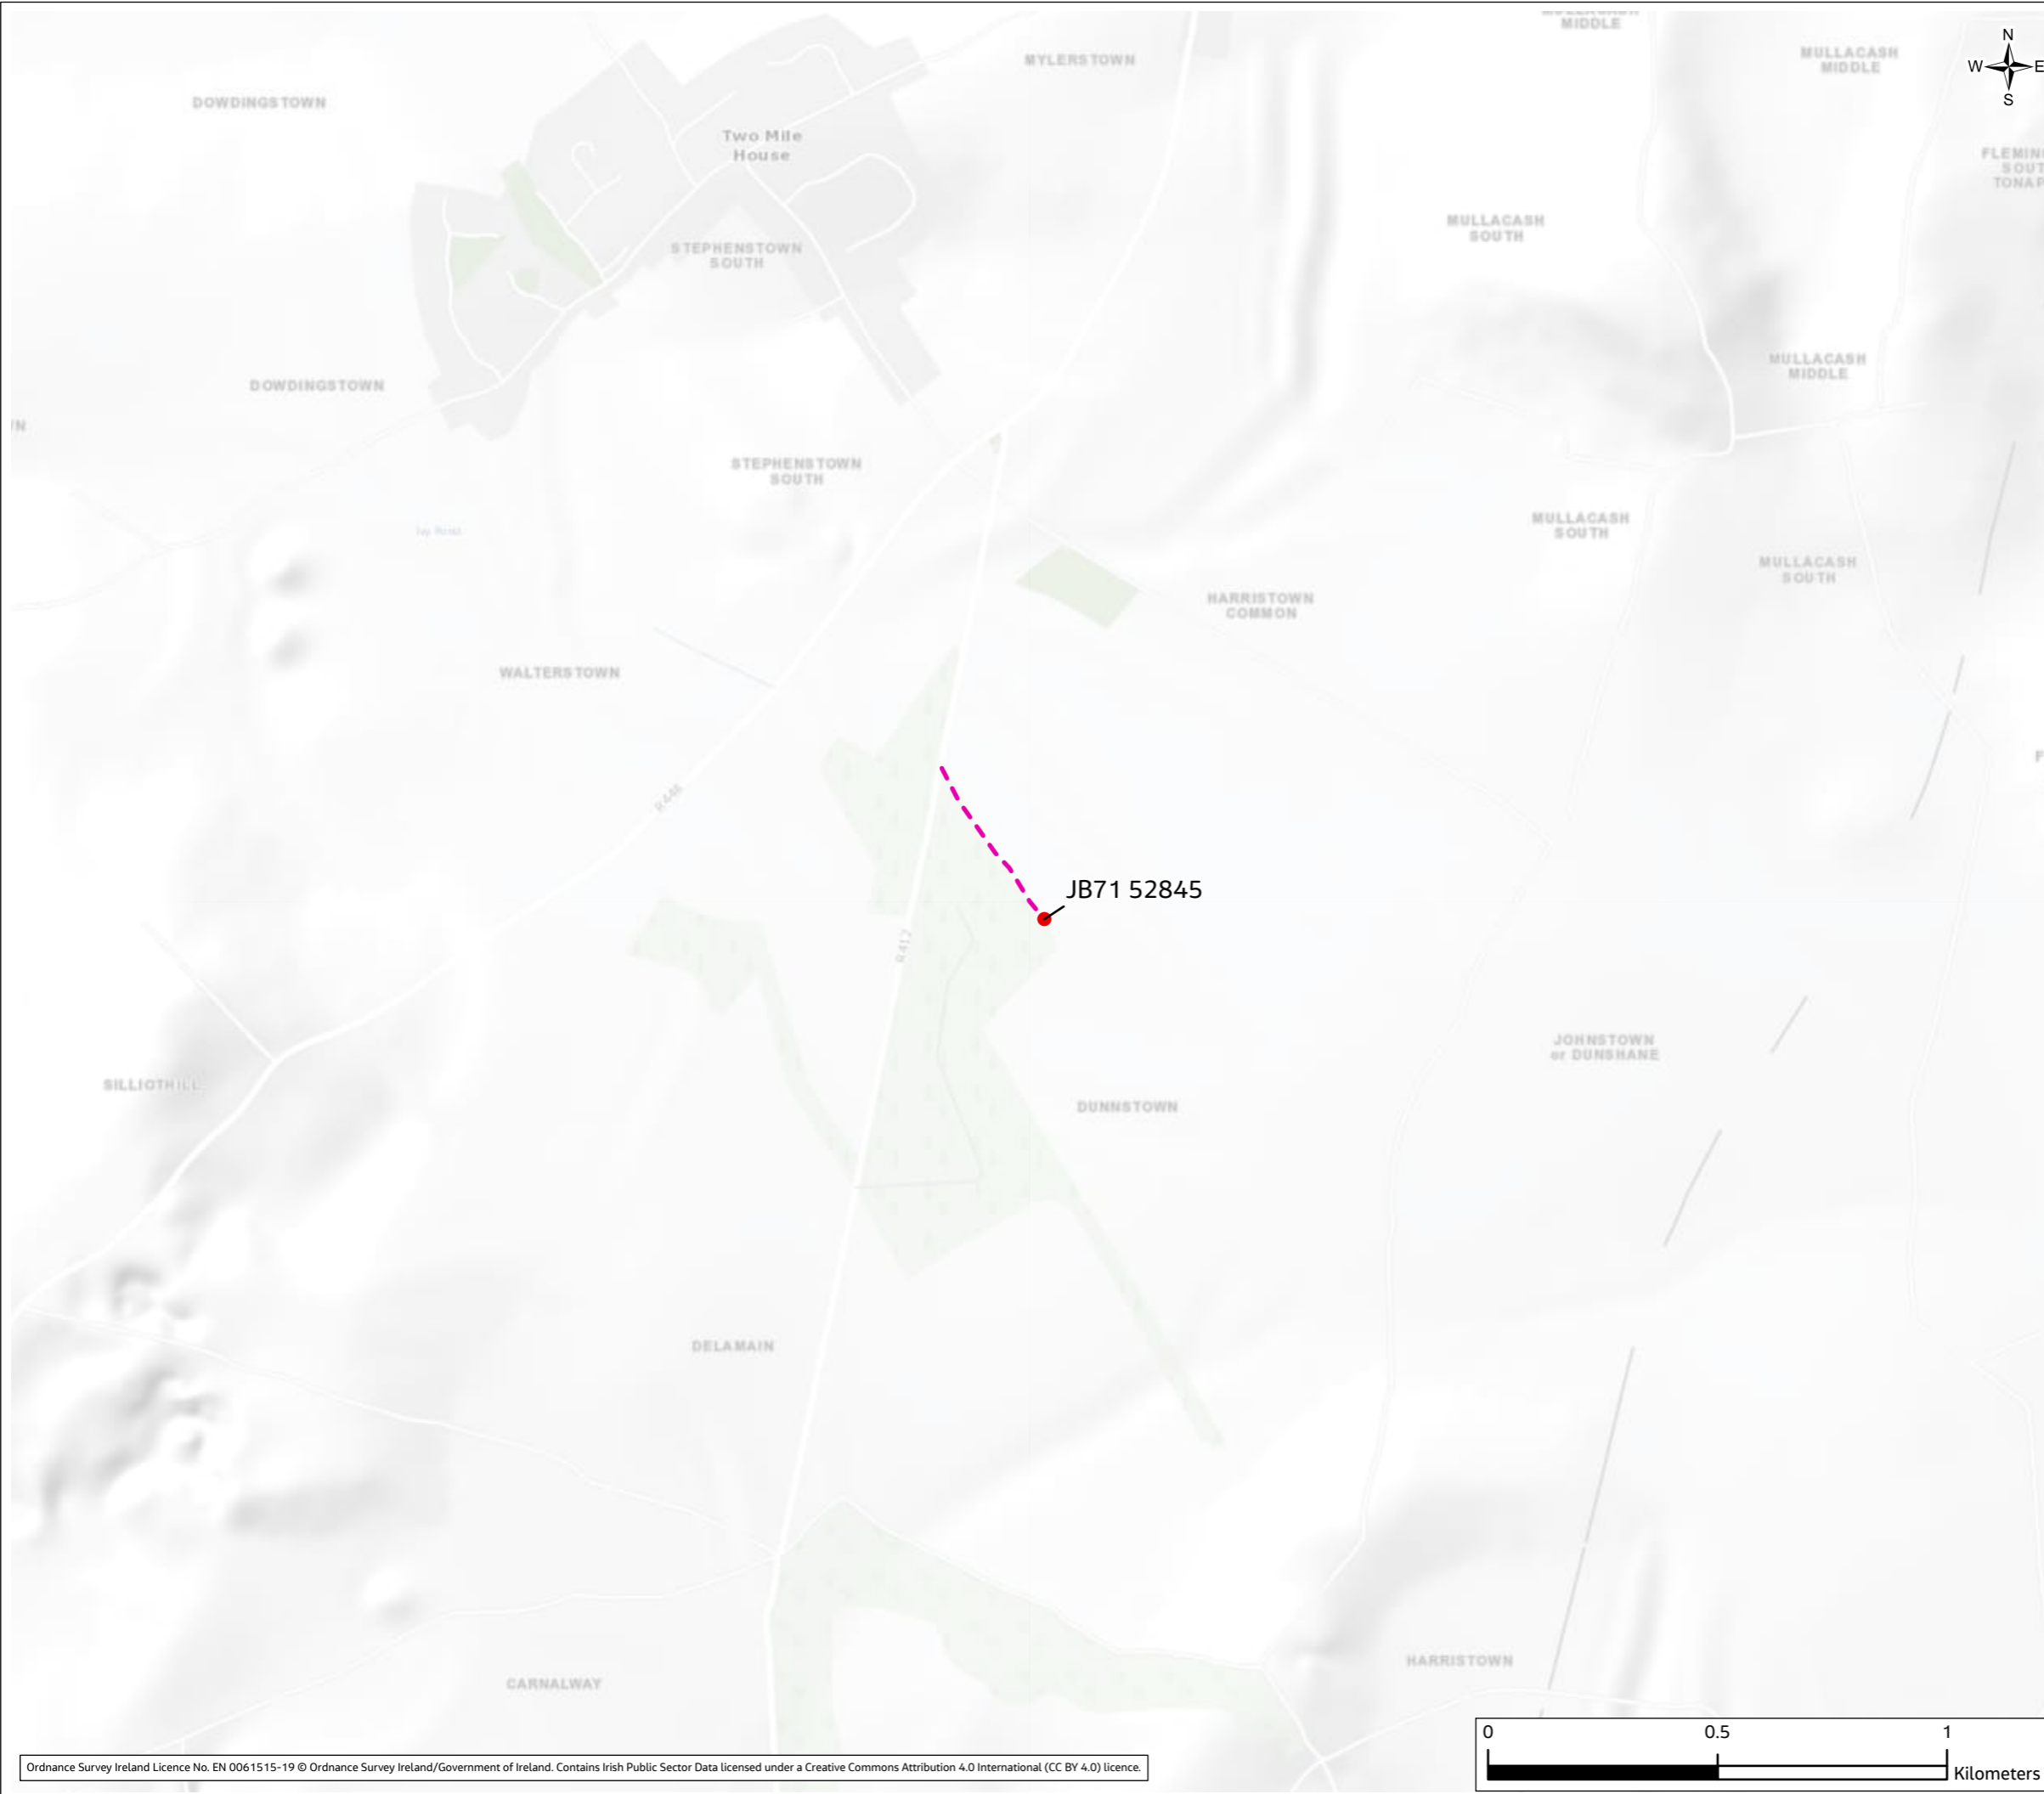 MIDDLE
MULLACASH
MIDDLE
N
W
E
S
MYLERSTOWN
DOWDINGSTOWN
Two Mile
House
FLEMIN
SOUT
TONAP
MULLACASH
SOUTH
STEPHENSTOWN
SOUTH
MULLACASH
MIDDLE
DOWDINGSTOWN
N
STEPHENSTOWN
SOUTH
MULLACASH
SOUTH
MULLACASH
SOUTH
HARRISTOWN
COMMON
WALTERSTOWN
F
JB71 52845
R412
JOHNSTOWN
or DUNSHANE
SILLIOTHILL
DUNNSTOWN
DELAMAIN
HARRISTOWN
CARNALWAY
0
0.5
1
Kilometers
Ordnance Survey Ireland Licence No. EN 0061515-19 © Ordnance Survey Ireland/Government of Ireland. Contains Irish Public Sector Data licensed under a Creative Commons Attribution 4.0 International (CC BY 4.0) licence.